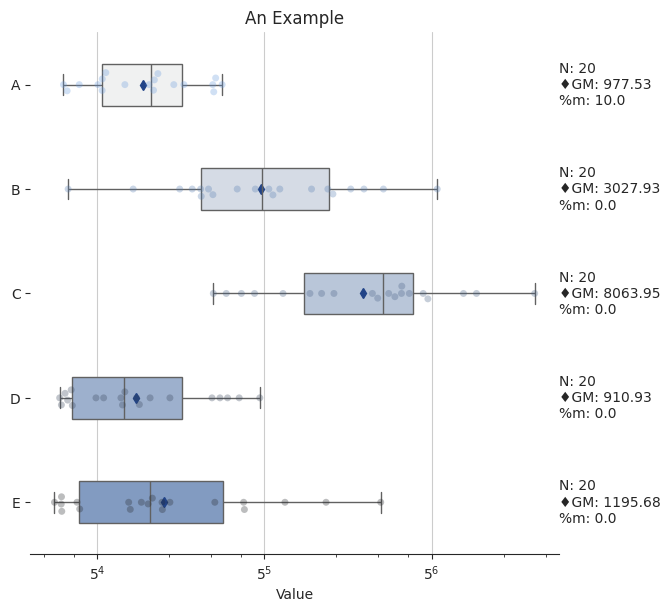 An Example
A
N: 20
♦GM: 977.53
%m: 10.0
B
N: 20
♦GM: 3027.93
%m: 0.0
C
N: 20
♦GM: 8063.95
%m: 0.0
D
N: 20
♦GM: 910.93
%m: 0.0
E
N: 20
♦GM: 1195.68
%m: 0.0
5⁴ 5⁵ 5⁶
Value